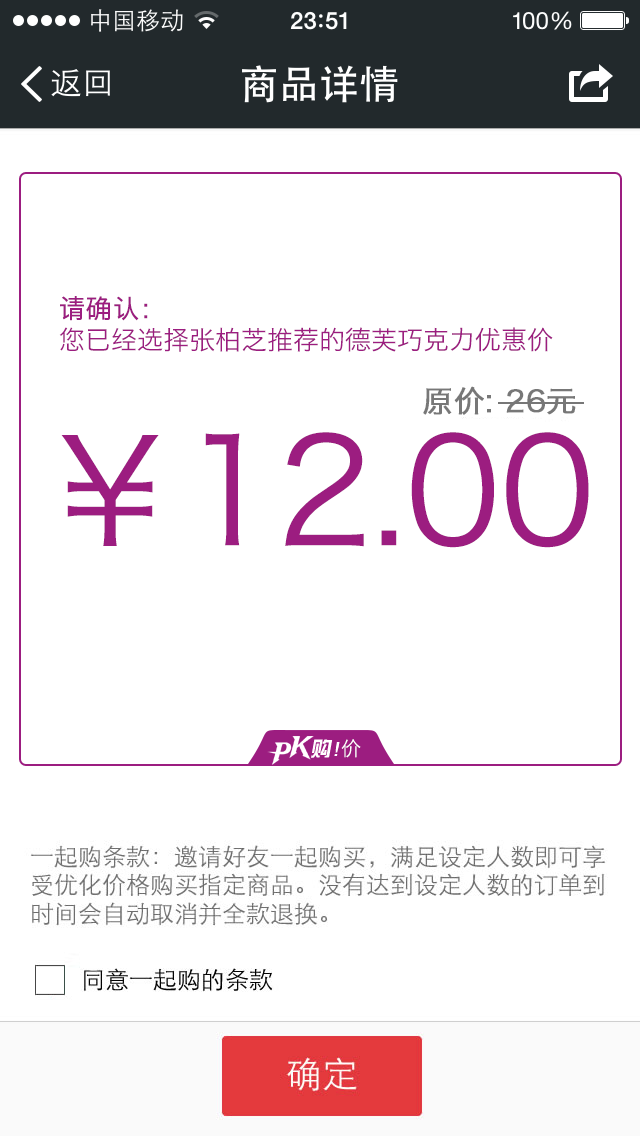 中国移动 23:51 100%
返回 商品详情
请确认：
您已经选择张柏芝推荐的德芙巧克力优惠价
原价: 26元
￥12.00
PK购!价
一起购条款：邀请好友一起购买，满足设定人数即可享
受优化价格购买指定商品。没有达到设定人数的订单到
时间会自动取消并全款退换。
同意一起购的条款
确定